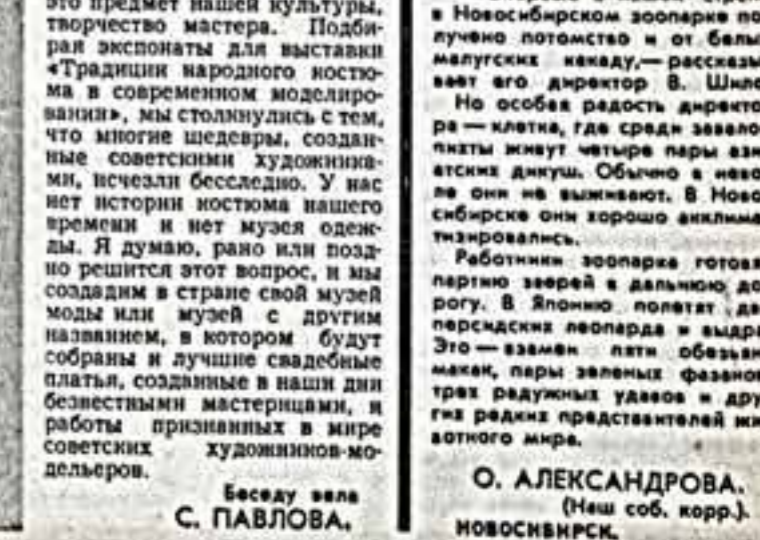 это предмет нашей культуры,
творчество мастера. Подби-
рая экспонаты для выставки
«Традиции народного костю-
ма в современном моделиро-
вании», мы столкнулись с тем,
что многие шедевры, создан-
ные советскими художника-
ми, исчезли бесследно. У нас
нет истории костюма нашего
времени и нет музея одеж-
ды. Я думаю, рано или позд-
но решится этот вопрос, и мы
создадим в стране свой музей
моды или музей с другим
названием, в котором будут
собраны и лучшие свадебные
платья, созданные в наши дни
безвестными мастерицами, и
работы признанных в мире
советских художников-мо-
дельеров.
Беседу вела
С. ПАВЛОВА.
в Новосибирском зоопарке по
лучено потомство и от белы
малугских какаду,— рассказы
вает его директор В. Шило
Но особая радость директо
ра — клетка, где среди завало
пихты живут четыре пары ази
атских дикуш. Обычно в нево
ле они не выживают. В Ново
сибирске они хорошо акклима
тизировались.
Работники зоопарка готовя
партию зверей в дальнюю до
рогу. В Японию полетят два
персидских леопарда и выдра
Это — взамен пяти обезьян
макак, пары зеленых фазанов
трех радужных удавов и дру
гих редких представителей жи
вотного мира.
О. АЛЕКСАНДРОВА.
(Наш соб. корр.).
НОВОСИБИРСК.